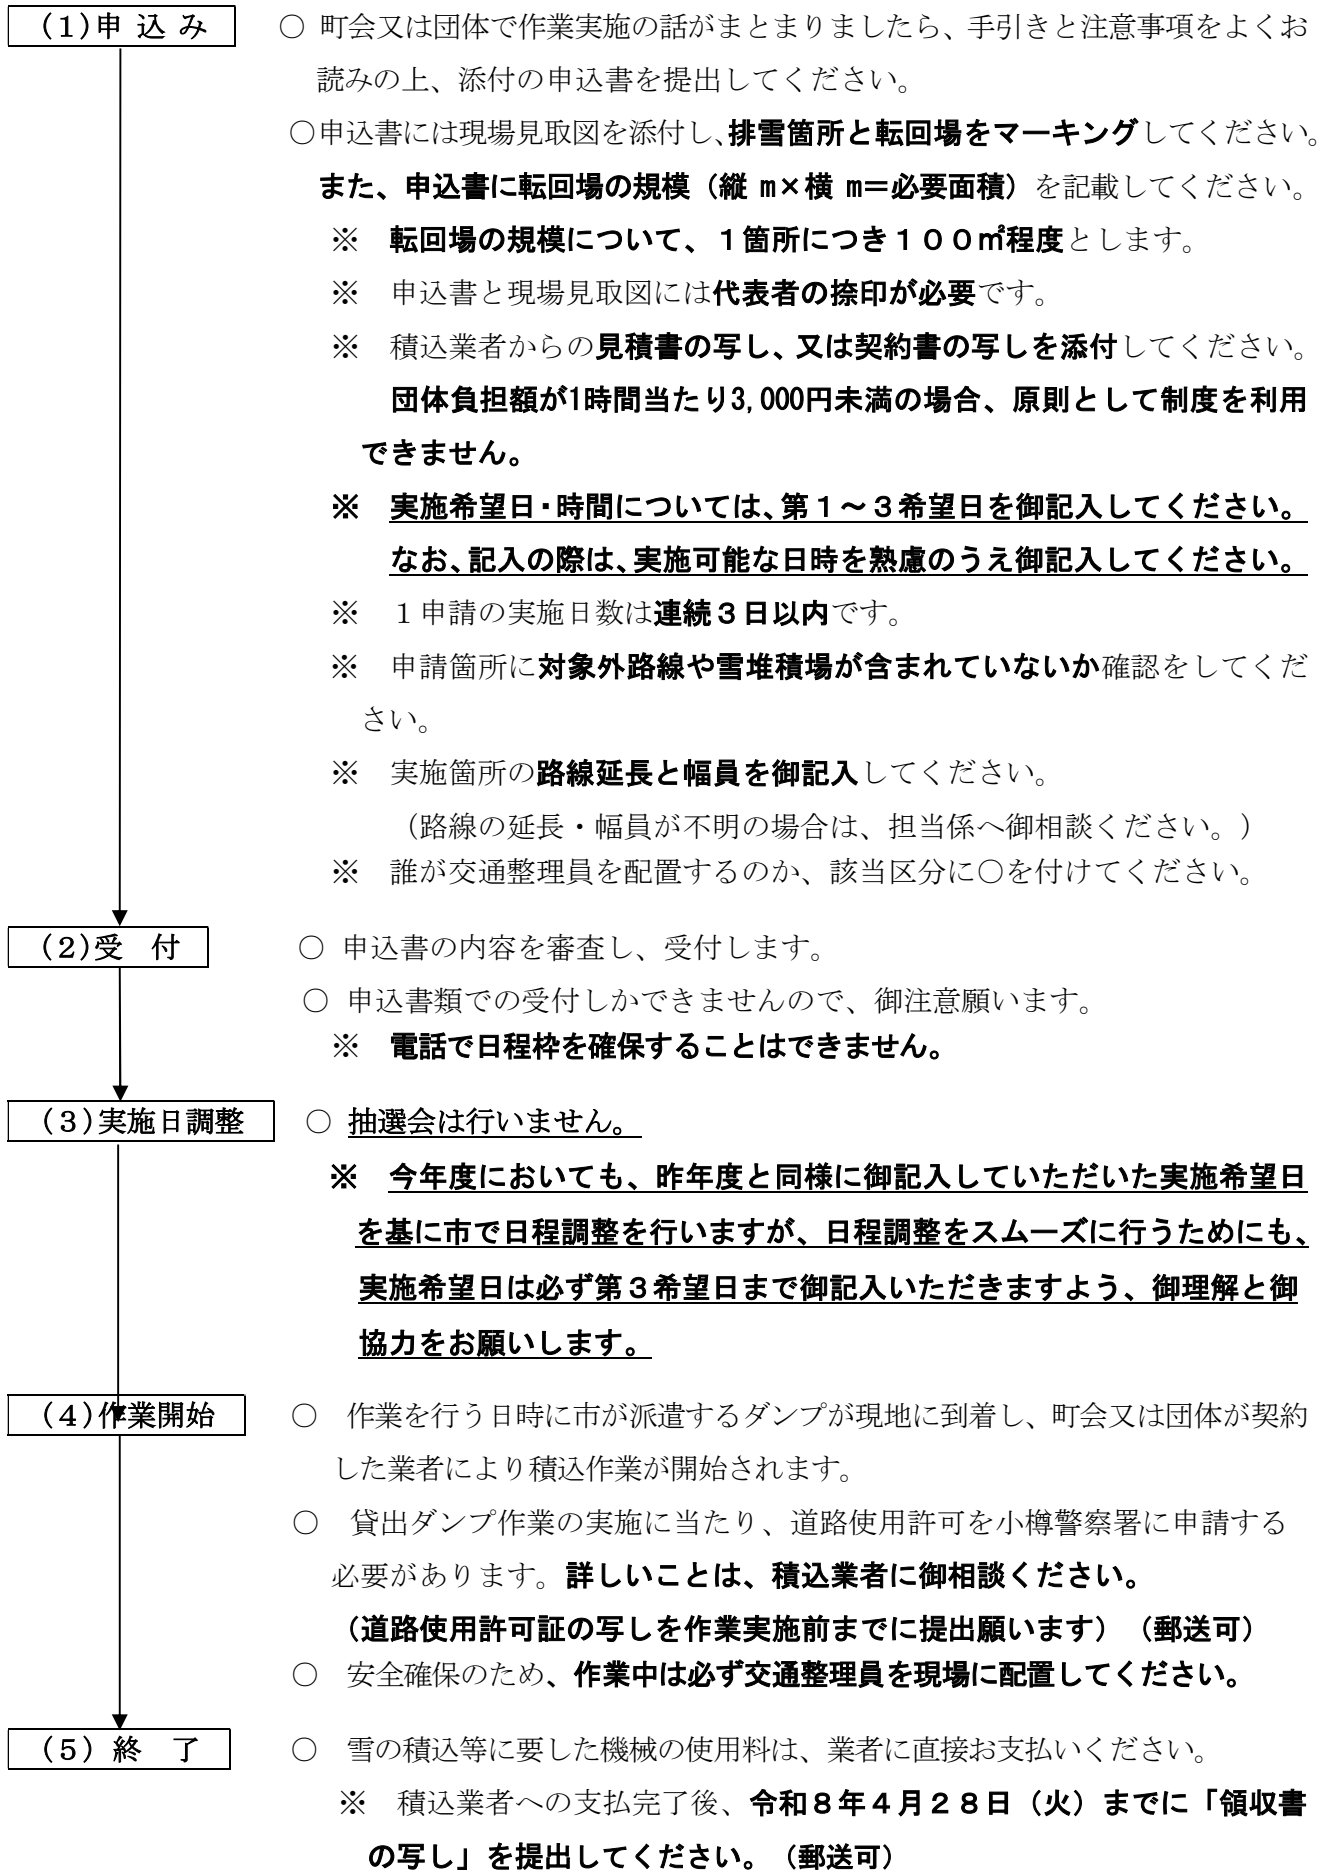 (1)申 込 み
○ 町会又は団体で作業実施の話がまとまりましたら、手引きと注意事項をよくお
読みの上、添付の申込書を提出してください。
○申込書には現場見取図を添付し、排雪箇所と転回場をマーキングしてください。
また、申込書に転回場の規模（縦 m×横 m＝必要面積）を記載してください。
※ 転回場の規模について、１箇所につき１００㎡程度とします。
※ 申込書と現場見取図には代表者の捺印が必要です。
※ 積込業者からの見積書の写し、又は契約書の写しを添付してください。
団体負担額が1時間当たり3,000円未満の場合、原則として制度を利用
できません。
※ 実施希望日・時間については、第１～３希望日を御記入してください。
なお、記入の際は、実施可能な日時を熟慮のうえ御記入してください。
※ １申請の実施日数は連続３日以内です。
※ 申請箇所に対象外路線や雪堆積場が含まれていないか確認をしてくだ
さい。
※ 実施箇所の路線延長と幅員を御記入してください。
（路線の延長・幅員が不明の場合は、担当係へ御相談ください。）
※ 誰が交通整理員を配置するのか、該当区分に○を付けてください。
(２)受 付
○ 申込書の内容を審査し、受付します。
○ 申込書類での受付しかできませんので、御注意願います。
※ 電話で日程枠を確保することはできません。
(３)実施日調整
○ 抽選会は行いません。
※ 今年度においても、昨年度と同様に御記入していただいた実施希望日
を基に市で日程調整を行いますが、日程調整をスムーズに行うためにも、
実施希望日は必ず第３希望日まで御記入いただきますよう、御理解と御
協力をお願いします。
(４)作業開始
○ 作業を行う日時に市が派遣するダンプが現地に到着し、町会又は団体が契約
した業者により積込作業が開始されます。
○ 貸出ダンプ作業の実施に当たり、道路使用許可を小樽警察署に申請する
必要があります。詳しいことは、積込業者に御相談ください。
（道路使用許可証の写しを作業実施前までに提出願います）（郵送可）
○ 安全確保のため、作業中は必ず交通整理員を現場に配置してください。
(５) 終 了
○ 雪の積込等に要した機械の使用料は、業者に直接お支払いください。
※ 積込業者への支払完了後、令和８年４月２８日（火）までに「領収書
の写し」を提出してください。（郵送可）